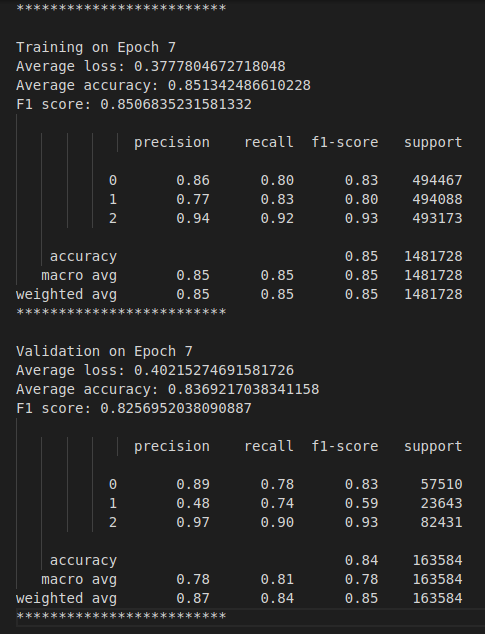 *************************
Training on Epoch 7
Average loss: 0.3777804672718048
Average accuracy: 0.851342486610228
F1 score: 0.8506835231581332
precision recall f1-score support
0 0.86 0.80 0.83 494467
1 0.77 0.83 0.80 494088
2 0.94 0.92 0.93 493173
accuracy 0.85 1481728
macro avg 0.85 0.85 0.85 1481728
weighted avg 0.85 0.85 0.85 1481728
*************************
Validation on Epoch 7
Average loss: 0.40215274691581726
Average accuracy: 0.8369217038341158
F1 score: 0.8256952038090887
precision recall f1-score support
0 0.89 0.78 0.83 57510
1 0.48 0.74 0.59 23643
2 0.97 0.90 0.93 82431
accuracy 0.84 163584
macro avg 0.78 0.81 0.78 163584
weighted avg 0.87 0.84 0.85 163584
*************************